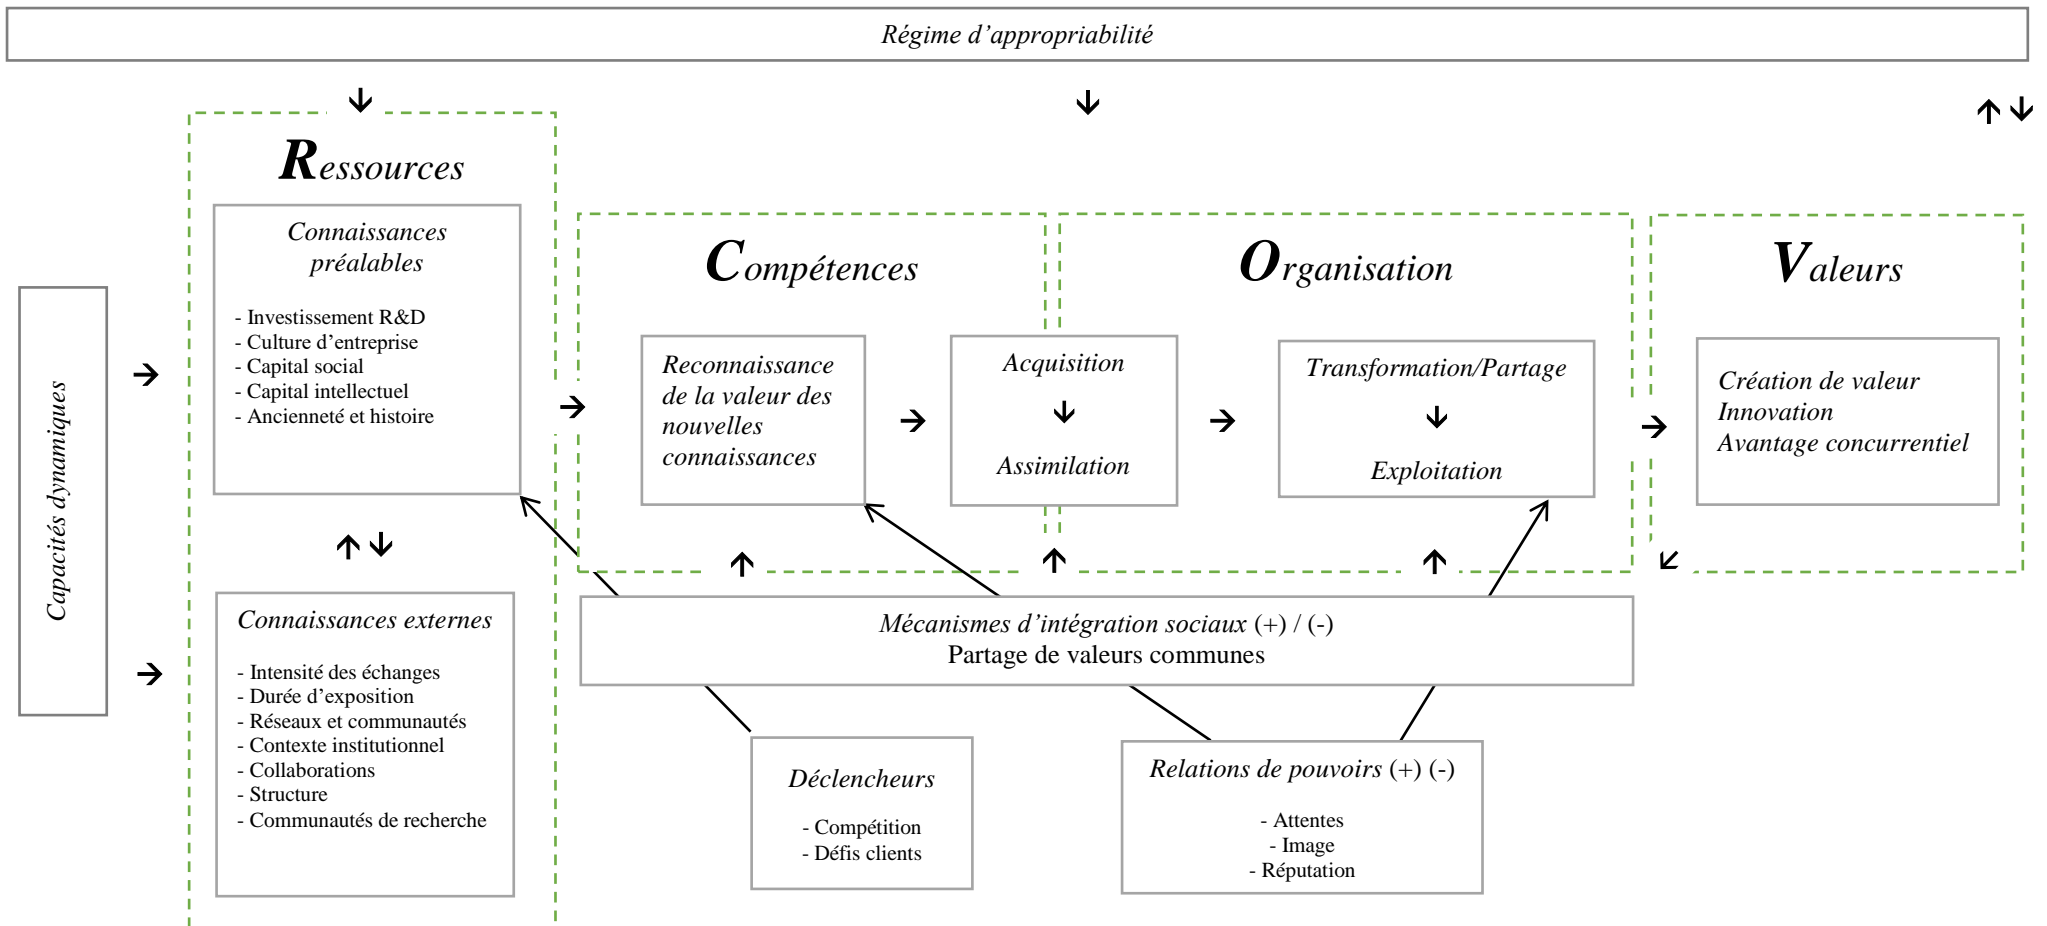 Régime d’appropriabilité
Capacités dynamiques
Ressources
Connaissances
préalables
- Investissement R&D
- Culture d’entreprise
- Capital social
- Capital intellectuel
- Ancienneté et histoire
Connaissances externes
- Intensité des échanges
- Durée d’exposition
- Réseaux et communautés
- Contexte institutionnel
- Collaborations
- Structure
- Communautés de recherche
Compétences
Reconnaissance
de la valeur des
nouvelles
connaissances
Acquisition
Assimilation
Organisation
Transformation/Partage
Exploitation
Valeurs
Création de valeur
Innovation
Avantage concurrentiel
Mécanismes d’intégration sociaux (+) / (-)
Partage de valeurs communes
Déclencheurs
- Compétition
- Défis clients
Relations de pouvoirs (+) (-)
- Attentes
- Image
- Réputation